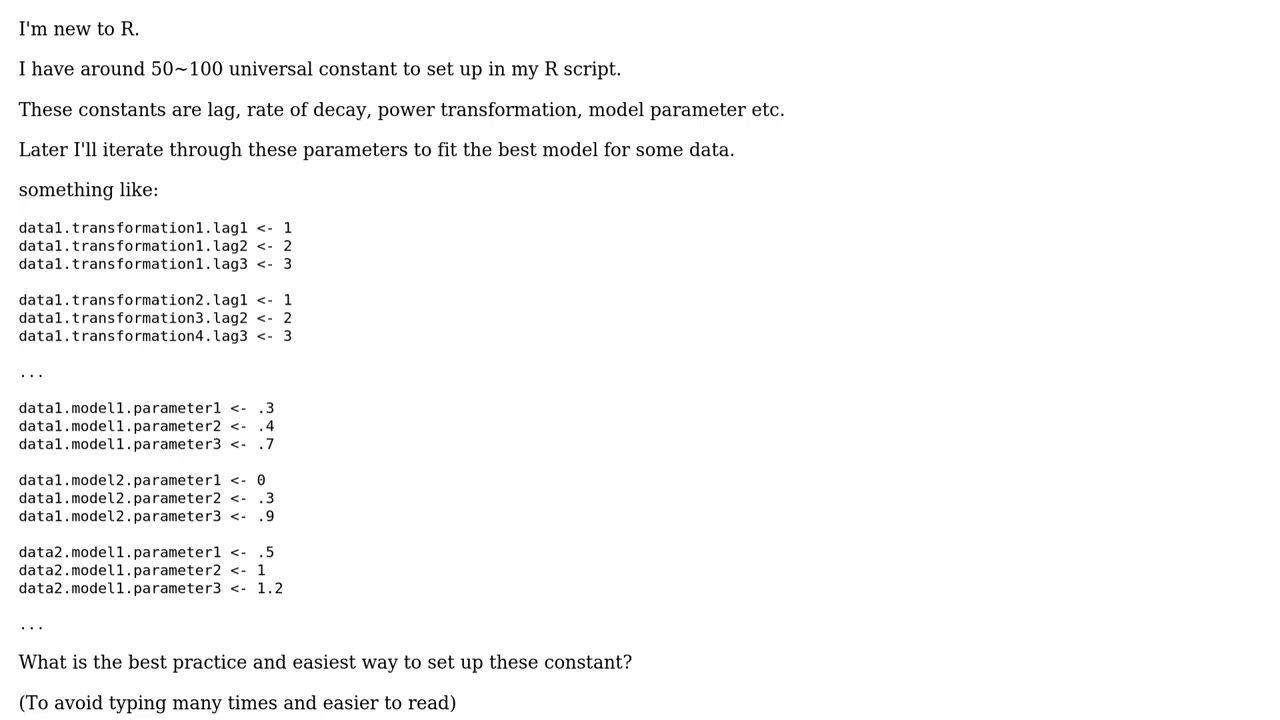 I'm new to R.
I have around 50~100 universal constant to set up in my R script.
These constants are lag, rate of decay, power transformation, model parameter etc.
Later I'll iterate through these parameters to fit the best model for some data.
something like:
data1.transformation1.lag1 <- 1
data1.transformation1.lag2 <- 2
data1.transformation1.lag3 <- 3
data1.transformation2.lag1 <- 1
data1.transformation3.lag2 <- 2
data1.transformation4.lag3 <- 3
...
data1.model1.parameter1 <- .3
data1.model1.parameter2 <- .4
data1.model1.parameter3 <- .7
data1.model2.parameter1 <- 0
data1.model2.parameter2 <- .3
data1.model2.parameter3 <- .9
data2.model1.parameter1 <- .5
data2.model1.parameter2 <- 1
data2.model1.parameter3 <- 1.2
...
What is the best practice and easiest way to set up these constant?
(To avoid typing many times and easier to read)